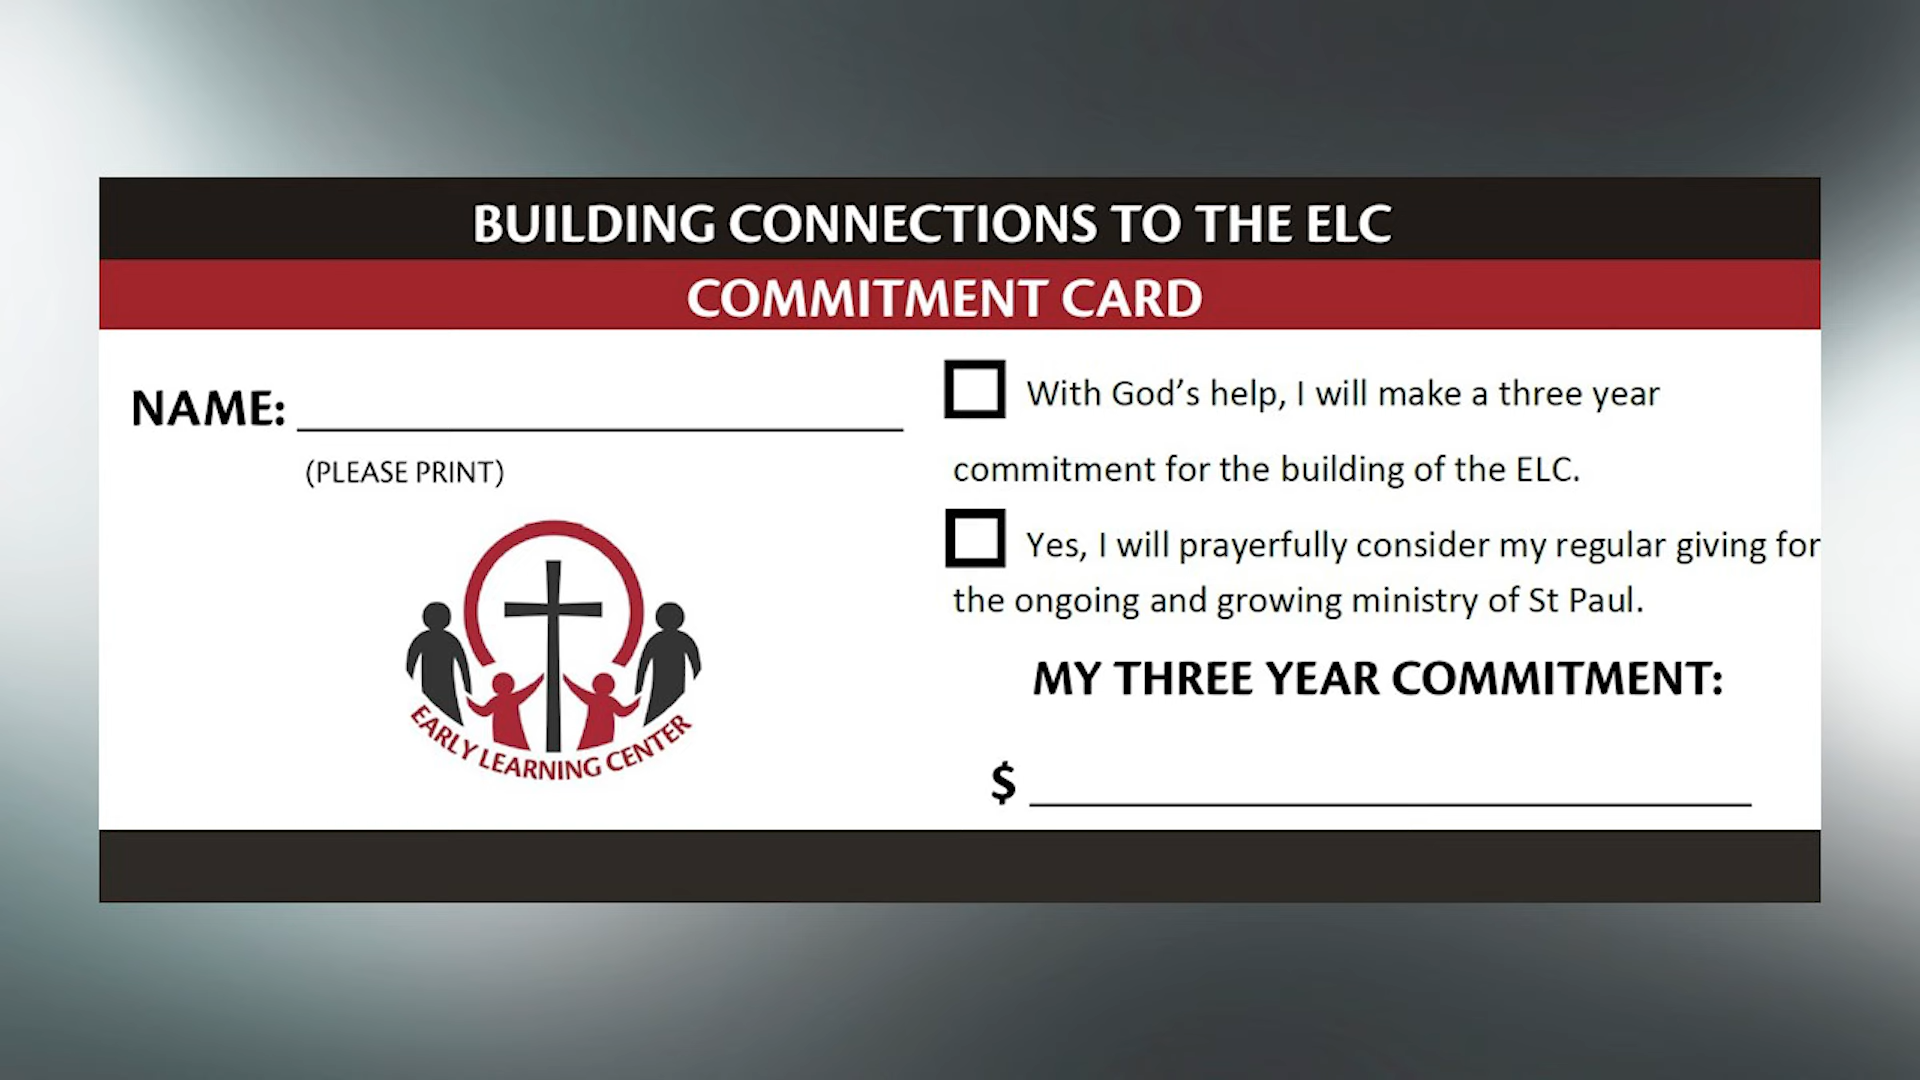 BUILDING CONNECTIONS TO THE ELC
COMMITMENT CARD
NAME:
(PLEASE PRINT)
EARLY LEARNING CENTER
With God’s help, I will make a three year
commitment for the building of the ELC.
Yes, I will prayerfully consider my regular giving for
the ongoing and growing ministry of St Paul.
MY THREE YEAR COMMITMENT:
$